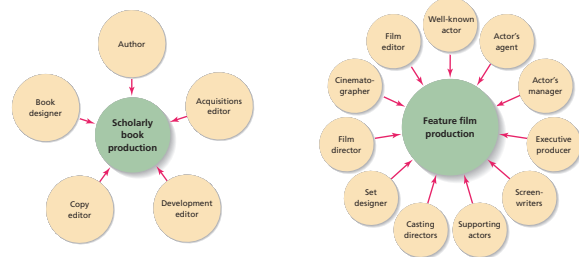 Author
Acquisitions
editor
Development
editor
Copy
editor
Book
designer
Scholarly
book
production
Well-known
actor
Actor's
agent
Actor's
manager
Executive
producer
Screen-
writers
Supporting
actors
Casting
directors
Set
designer
Film
director
Cinemato-
grapher
Film
editor
Feature film
production